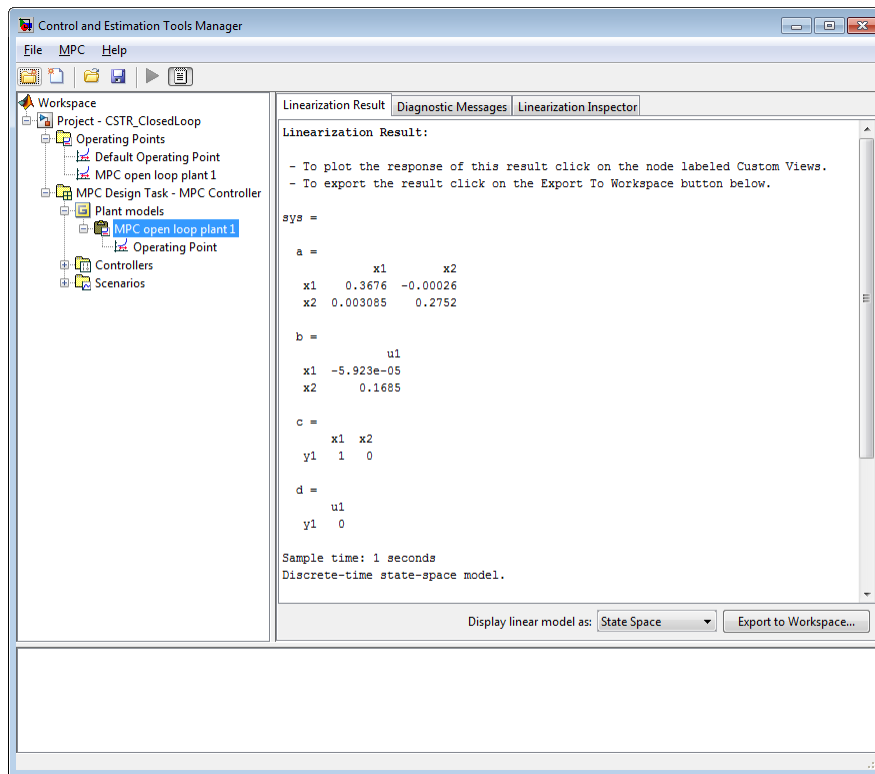 Control and Estimation Tools Manager
File MPC Help
Workspace
Project - CSTR_ClosedLoop
Operating Points
Default Operating Point
MPC open loop plant 1
MPC Design Task - MPC Controller
Plant models
MPC open loop plant 1
Operating Point
Controllers
Scenarios
Linearization Result Diagnostic Messages Linearization Inspector
Linearization Result:
- To plot the response of this result click on the node labeled Custom Views.
- To export the result click on the Export To Workspace button below.
sys =
a =
x1 x2
x1 0.3676 -0.00026
x2 0.003085 0.2752
b =
u1
x1 -5.923e-05
x2 0.1685
c =
x1 x2
y1 1 0
d =
u1
y1 0
Sample time: 1 seconds
Discrete-time state-space model.
Display linear model as: State Space Export to Workspace...